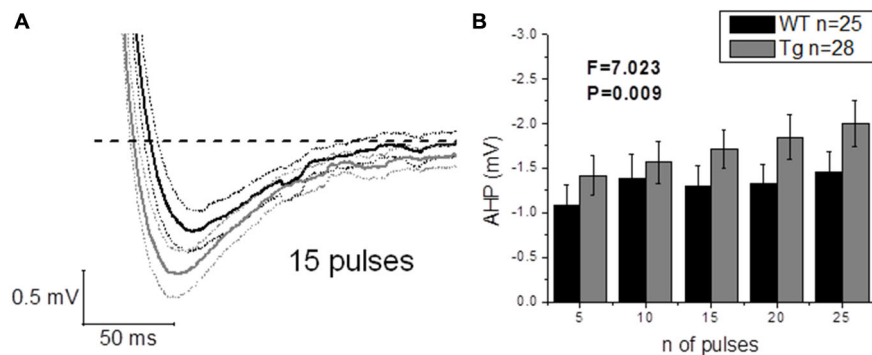 A
15 pulses
0.5 mV
50 ms
B
WT n=25
Tg n=28
F=7.023
P=0.009
AHP (mV)
-3.0
-2.5
-2.0
-1.5
-1.0
-0.5
0.0
5 10 15 20 25
n of pulses